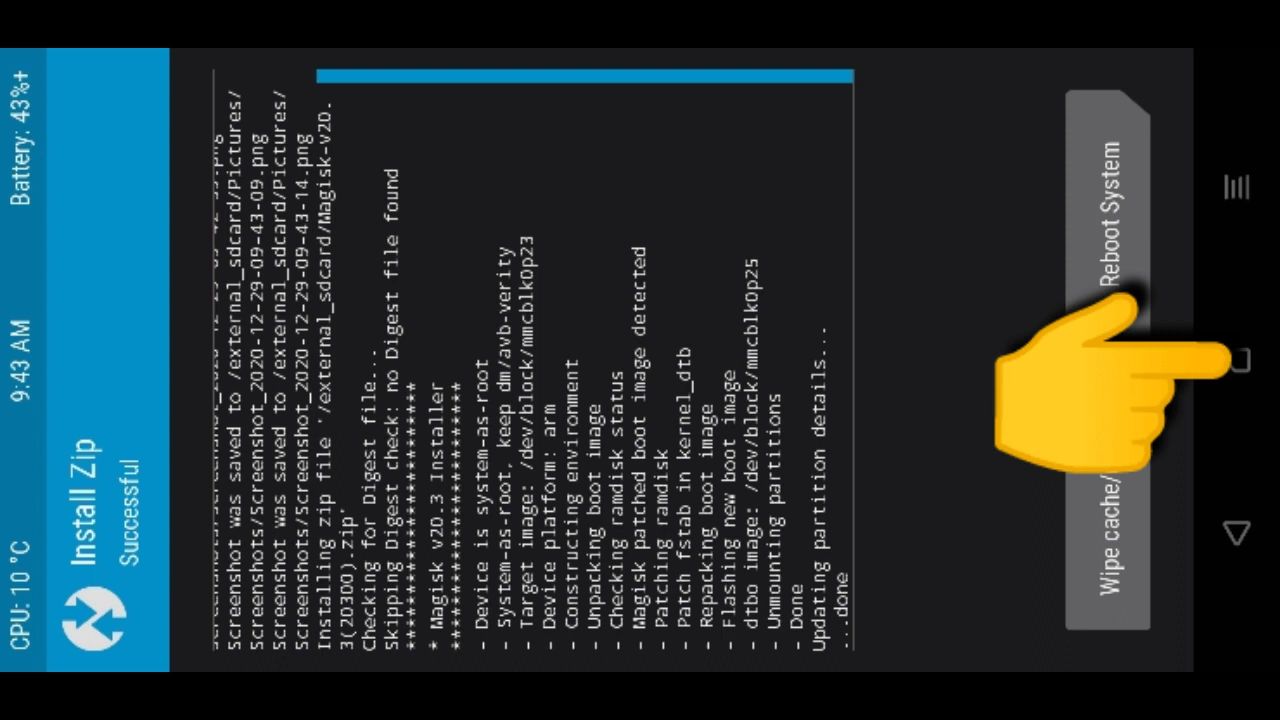 CPU: 10 °C 9:43 AM Battery: 43%+
Install Zip
Successful
Screenshot was saved to /external_sdcard/Pictures/
Screenshots/Screenshot_2020-12-29-09-43-09.png
Screenshot was saved to /external_sdcard/Pictures/
Screenshots/Screenshot_2020-12-29-09-43-14.png
Installing zip file '/external_sdcard/Magisk-v20.
3(20300).zip'
Checking for Digest file...
Skipping Digest check: no Digest file found
***********************
* Magisk v20.3 Installer
***********************
- Device is system-as-root
- System-as-root, keep dm/avb-verity
- Target image: /dev/block/mmcblk0p23
- Device platform: arm
- Constructing environment
- Unpacking boot image
- Checking ramdisk status
- Magisk patched boot image detected
- Patching ramdisk
- Patch fstab in kernel_dtb
- Repacking boot image
- Flashing new boot image
- dtbo image: /dev/block/mmcblk0p25
- Unmounting partitions
- Done
Updating partition details...
...done
Wipe cache/
Reboot System